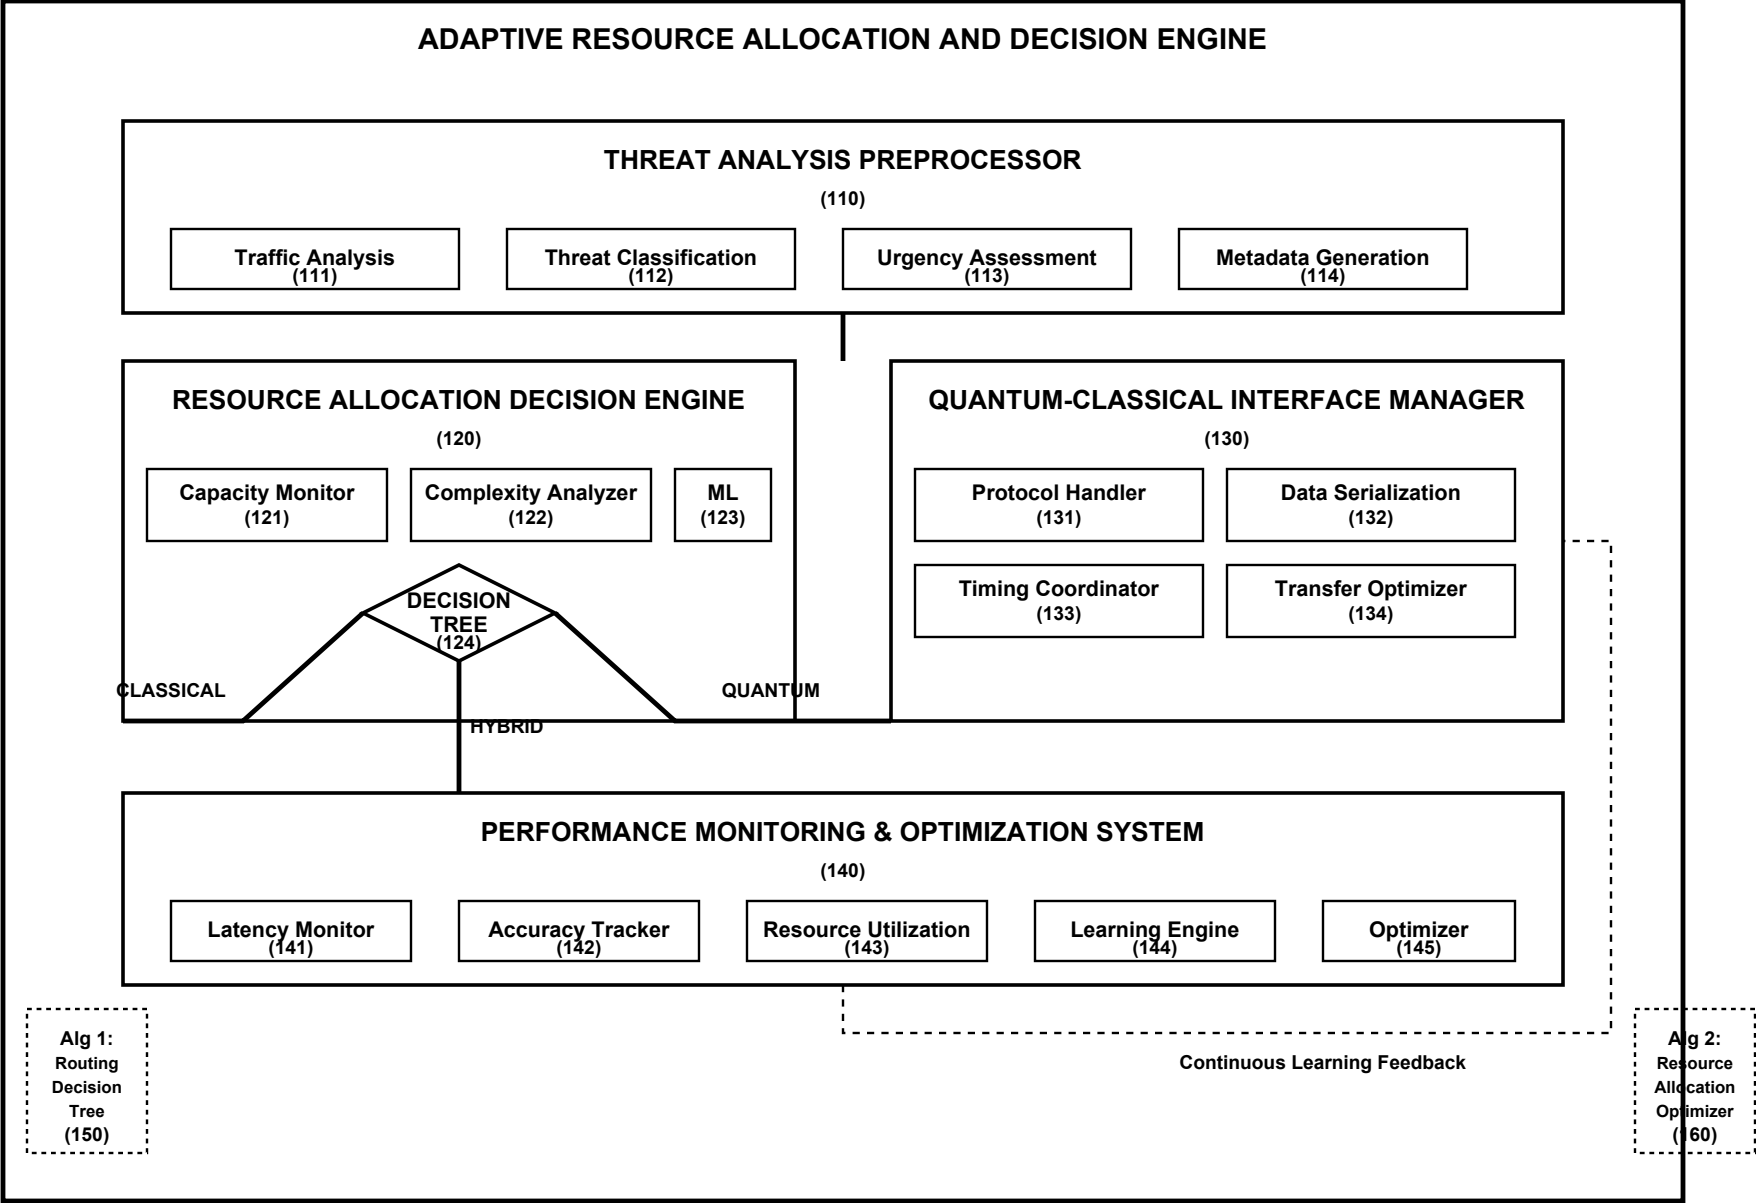 ADAPTIVE RESOURCE ALLOCATION AND DECISION ENGINE
THREAT ANALYSIS PREPROCESSOR
(110)
Traffic Analysis
(111)
Threat Classification
(112)
Urgency Assessment
(113)
Metadata Generation
(114)
RESOURCE ALLOCATION DECISION ENGINE
(120)
Capacity Monitor
(121)
Complexity Analyzer
(122)
ML
(123)
DECISION
TREE
(124)
CLASSICAL
HYBRID
QUANTUM
QUANTUM-CLASSICAL INTERFACE MANAGER
(130)
Protocol Handler
(131)
Data Serialization
(132)
Timing Coordinator
(133)
Transfer Optimizer
(134)
PERFORMANCE MONITORING & OPTIMIZATION SYSTEM
(140)
Latency Monitor
(141)
Accuracy Tracker
(142)
Resource Utilization
(143)
Learning Engine
(144)
Optimizer
(145)
Continuous Learning Feedback
Alg 1:
Routing
Decision
Tree
(150)
Alg 2:
Resource
Allocation
Optimizer
(160)